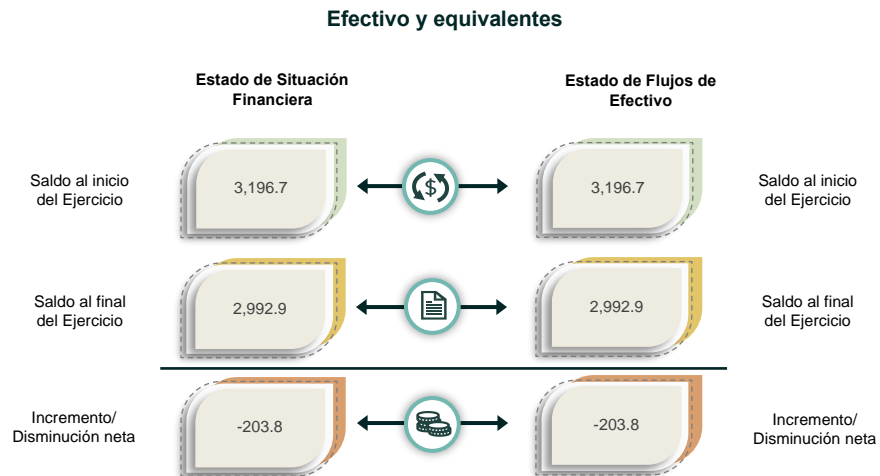 Efectivo y equivalentes
Estado de Situación
Financiera
Estado de Flujos de
Efectivo
Saldo al inicio
del Ejercicio
3,196.7
$
3,196.7
Saldo al inicio
del Ejercicio
Saldo al final
del Ejercicio
2,992.9
2,992.9
Saldo al final
del Ejercicio
Incremento/
Disminución neta
-203.8
-203.8
Incremento/
Disminución neta